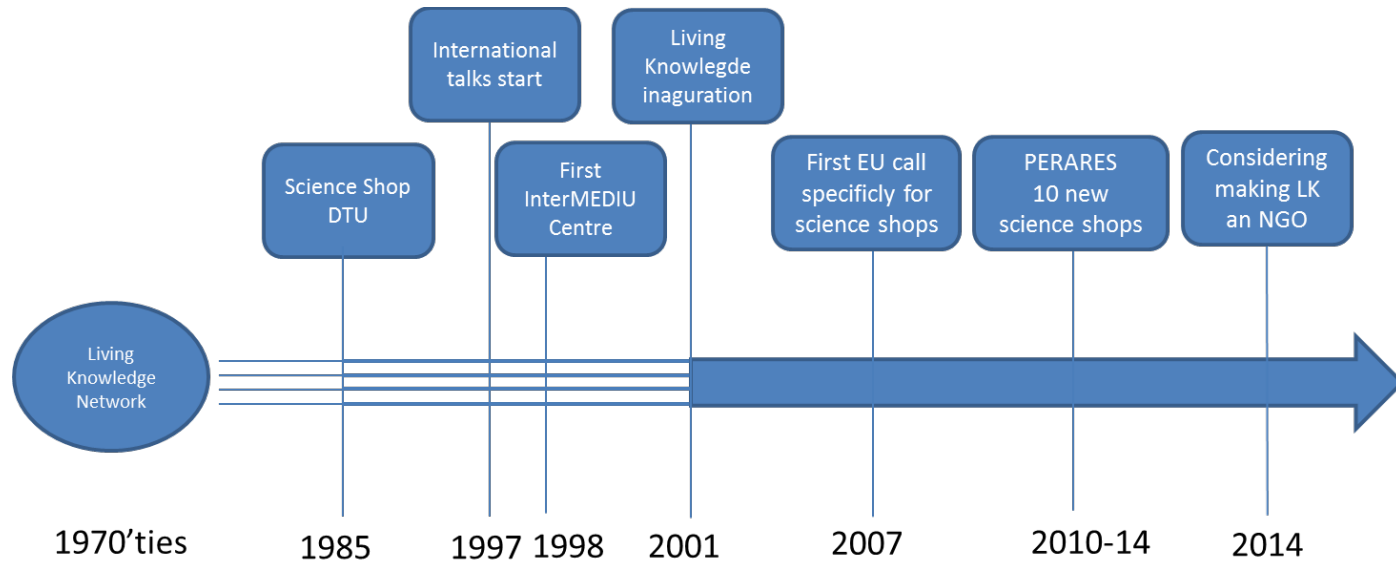 International
talks start
Living
Knowlegde
inaguration
Science Shop
DTU
First
InterMEDIU
Centre
First EU call
specificly for
science shops
PERARES
10 new
science shops
Considering
making LK
an NGO
Living
Knowledge
Network
1970’ties
1985
1997
1998
2001
2007
2010-14
2014